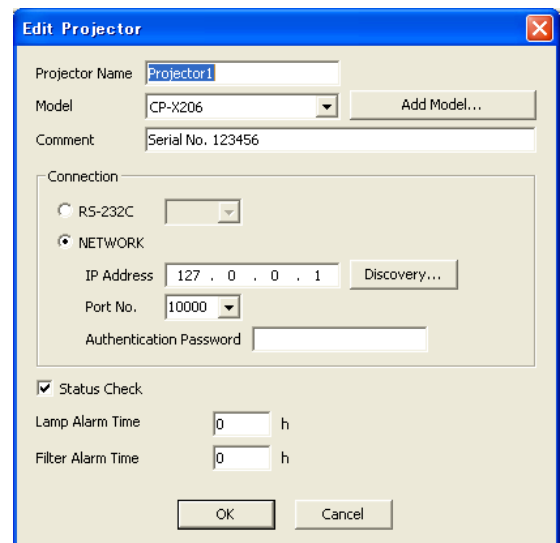 Edit Projector
Projector Name Projector1
Model CP-X206 Add Model...
Comment Serial No. 123456
Connection
RS-232C
NETWORK
IP Address 127 . 0 . 0 . 1 Discovery...
Port No. 10000
Authentication Password
Status Check
Lamp Alarm Time 0 h
Filter Alarm Time 0 h
OK Cancel